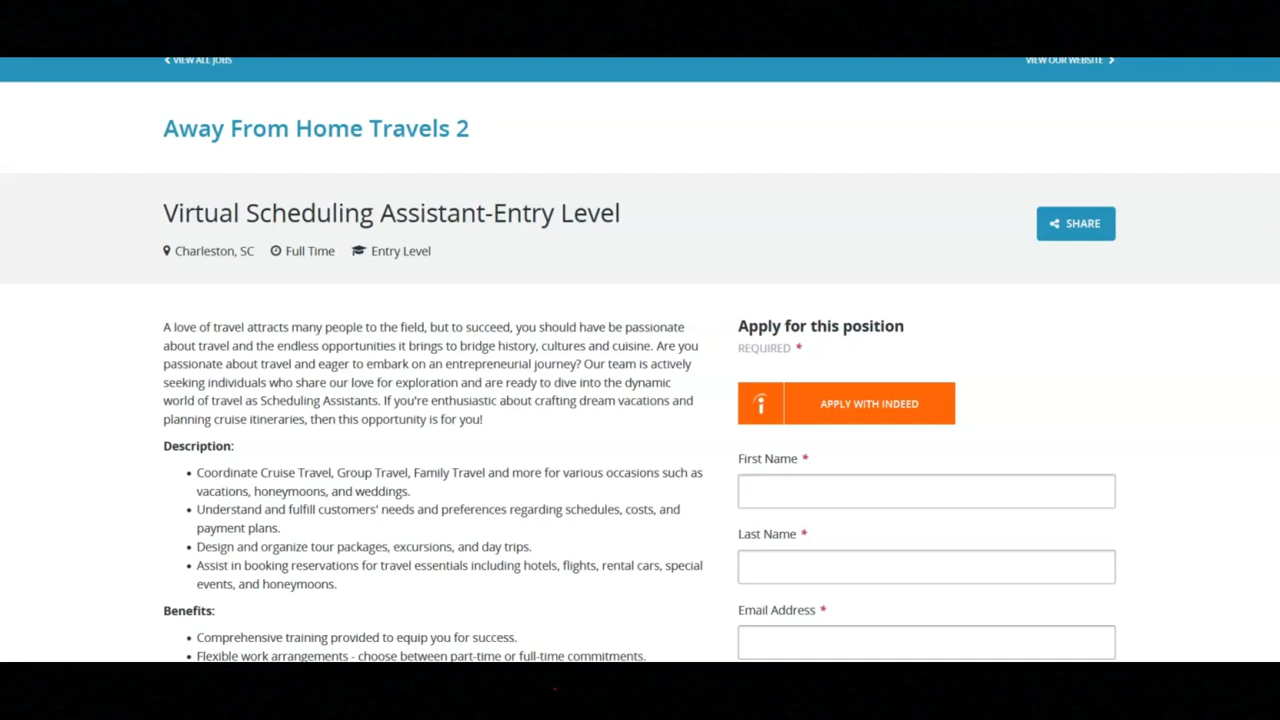 VIEW ALL JOBS
VIEW OUR WEBSITE
Away From Home Travels 2
Virtual Scheduling Assistant-Entry Level
Charleston, SC Full Time Entry Level
SHARE
A love of travel attracts many people to the field, but to succeed, you should have be passionate
about travel and the endless opportunities it brings to bridge history, cultures and cuisine. Are you
passionate about travel and eager to embark on an entrepreneurial journey? Our team is actively
seeking individuals who share our love for exploration and are ready to dive into the dynamic
world of travel as Scheduling Assistants. If you're enthusiastic about crafting dream vacations and
planning cruise itineraries, then this opportunity is for you!
Description:
• Coordinate Cruise Travel, Group Travel, Family Travel and more for various occasions such as
vacations, honeymoons, and weddings.
• Understand and fulfill customers' needs and preferences regarding schedules, costs, and
payment plans.
• Design and organize tour packages, excursions, and day trips.
• Assist in booking reservations for travel essentials including hotels, flights, rental cars, special
events, and honeymoons.
Benefits:
• Comprehensive training provided to equip you for success.
• Flexible work arrangements - choose between part-time or full-time commitments.
Apply for this position
REQUIRED *
APPLY WITH INDEED
First Name *
Last Name *
Email Address *